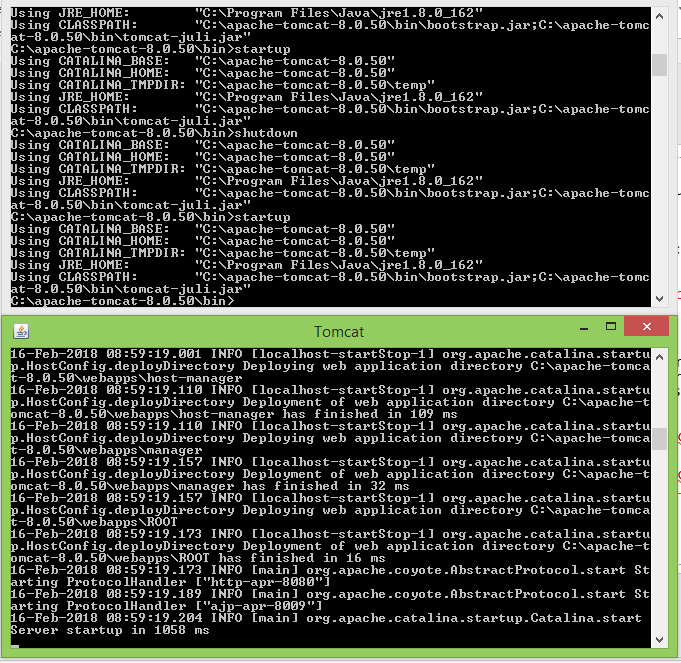 Using JRE_HOME:        "C:\Program Files\Java\jre1.8.0_162"
Using CLASSPATH:       "C:\apache-tomcat-8.0.50\bin\bootstrap.jar;C:\apache-tomc
at-8.0.50\bin\tomcat-juli.jar"
C:\apache-tomcat-8.0.50\bin>startup
Using CATALINA_BASE:   "C:\apache-tomcat-8.0.50"
Using CATALINA_HOME:   "C:\apache-tomcat-8.0.50"
Using CATALINA_TMPDIR: "C:\apache-tomcat-8.0.50\temp"
Using JRE_HOME:        "C:\Program Files\Java\jre1.8.0_162"
Using CLASSPATH:       "C:\apache-tomcat-8.0.50\bin\bootstrap.jar;C:\apache-tomc
at-8.0.50\bin\tomcat-juli.jar"
C:\apache-tomcat-8.0.50\bin>shutdown
Using CATALINA_BASE:   "C:\apache-tomcat-8.0.50"
Using CATALINA_HOME:   "C:\apache-tomcat-8.0.50"
Using CATALINA_TMPDIR: "C:\apache-tomcat-8.0.50\temp"
Using JRE_HOME:        "C:\Program Files\Java\jre1.8.0_162"
Using CLASSPATH:       "C:\apache-tomcat-8.0.50\bin\bootstrap.jar;C:\apache-tomc
at-8.0.50\bin\tomcat-juli.jar"
C:\apache-tomcat-8.0.50\bin>startup
Using CATALINA_BASE:   "C:\apache-tomcat-8.0.50"
Using CATALINA_HOME:   "C:\apache-tomcat-8.0.50"
Using CATALINA_TMPDIR: "C:\apache-tomcat-8.0.50\temp"
Using JRE_HOME:        "C:\Program Files\Java\jre1.8.0_162"
Using CLASSPATH:       "C:\apache-tomcat-8.0.50\bin\bootstrap.jar;C:\apache-tomc
at-8.0.50\bin\tomcat-juli.jar"
C:\apache-tomcat-8.0.50\bin>
Tomcat
16-Feb-2018 08:59:19.001 INFO [localhost-startStop-1] org.apache.catalina.startu
p.HostConfig.deployDirectory Deploying web application directory C:\apache-tomca
t-8.0.50\webapps\host-manager
16-Feb-2018 08:59:19.110 INFO [localhost-startStop-1] org.apache.catalina.startu
p.HostConfig.deployDirectory Deployment of web application directory C:\apache-t
omcat-8.0.50\webapps\host-manager has finished in 109 ms
16-Feb-2018 08:59:19.110 INFO [localhost-startStop-1] org.apache.catalina.startu
p.HostConfig.deployDirectory Deploying web application directory C:\apache-tomca
t-8.0.50\webapps\manager
16-Feb-2018 08:59:19.157 INFO [localhost-startStop-1] org.apache.catalina.startu
p.HostConfig.deployDirectory Deployment of web application directory C:\apache-t
omcat-8.0.50\webapps\manager has finished in 32 ms
16-Feb-2018 08:59:19.157 INFO [localhost-startStop-1] org.apache.catalina.startu
p.HostConfig.deployDirectory Deploying web application directory C:\apache-tomca
t-8.0.50\webapps\ROOT
16-Feb-2018 08:59:19.173 INFO [localhost-startStop-1] org.apache.catalina.startu
p.HostConfig.deployDirectory Deployment of web application directory C:\apache-t
omcat-8.0.50\webapps\ROOT has finished in 16 ms
16-Feb-2018 08:59:19.173 INFO [main] org.apache.coyote.AbstractProtocol.start St
arting ProtocolHandler ["http-apr-8080"]
16-Feb-2018 08:59:19.189 INFO [main] org.apache.coyote.AbstractProtocol.start St
arting ProtocolHandler ["ajp-apr-8009"]
16-Feb-2018 08:59:19.204 INFO [main] org.apache.catalina.startup.Catalina.start
Server startup in 1058 ms